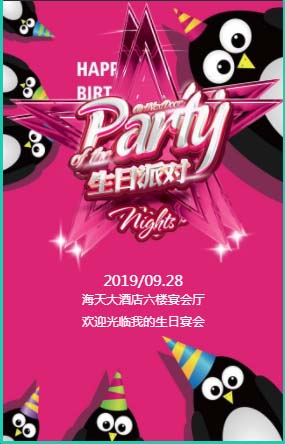 HAPP
BIRT
Party
of the
生日派对
Nights
2019/09.28
海天大酒店六楼宴会厅
欢迎光临我的生日宴会